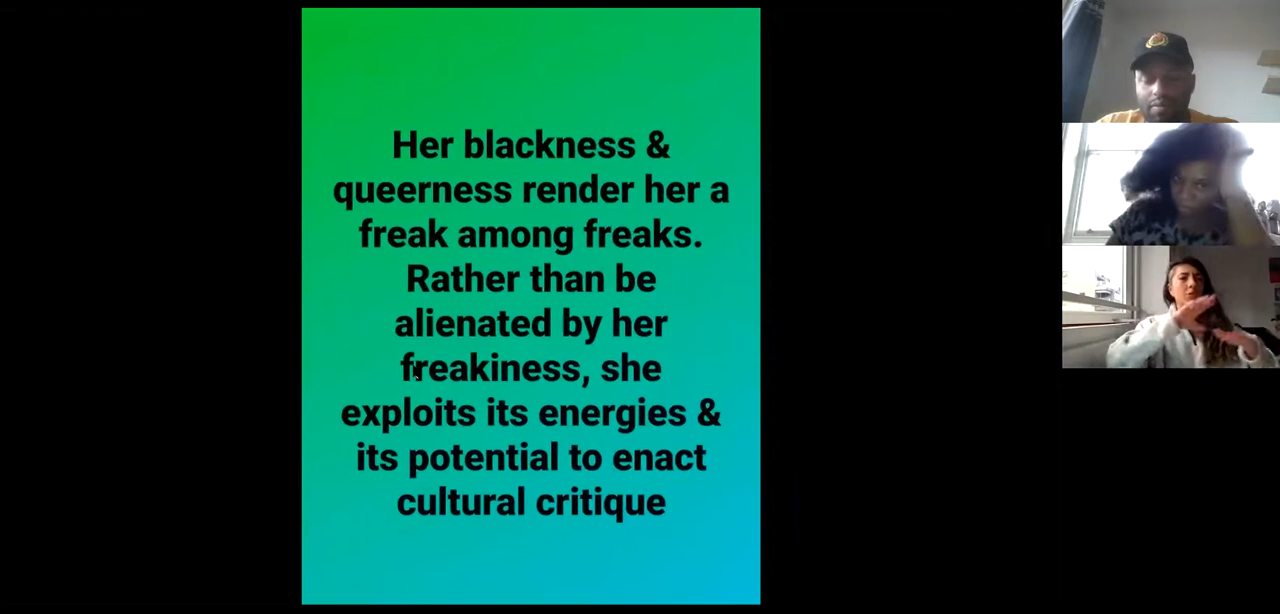 Her blackness &
queerness render her a
freak among freaks.
Rather than be
alienated by her
freakiness, she
exploits its energies &
its potential to enact
cultural critique